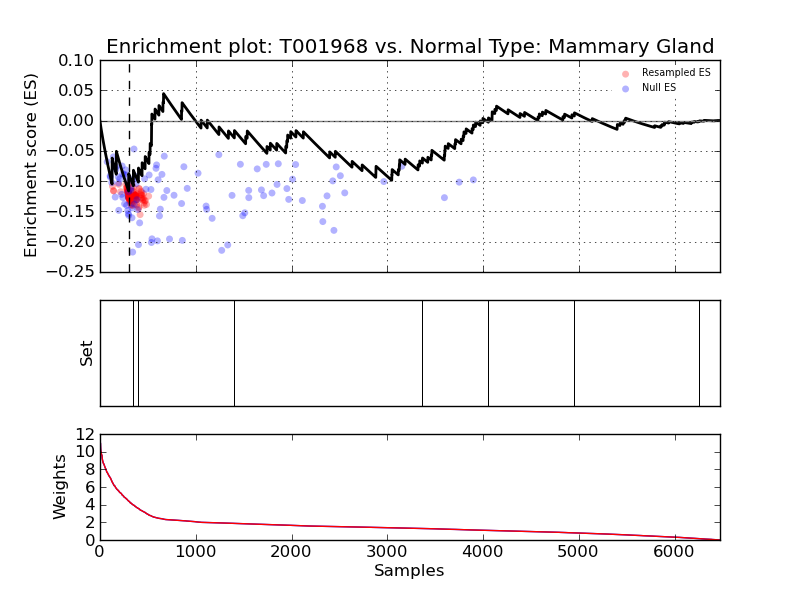 Enrichment plot: T001968 vs. Normal Type: Mammary Gland
Enrichment score (ES)
0.10
0.05
0.00
−0.05
−0.10
−0.15
−0.20
−0.25
Resampled ES
Null ES
Set
Weights
12
10
8
6
4
2
0
0 1000 2000 3000 4000 5000 6000
Samples